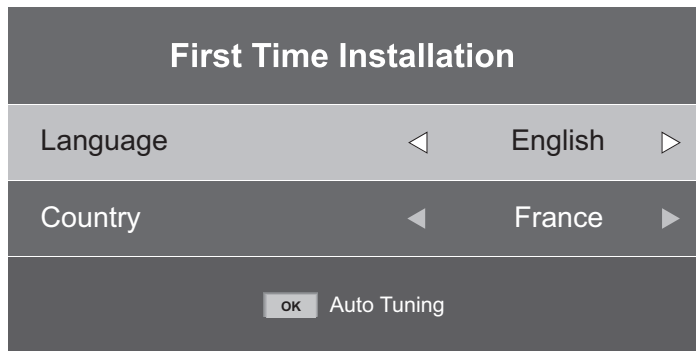 First Time Installation
Language English
Country France
OK Auto Tuning